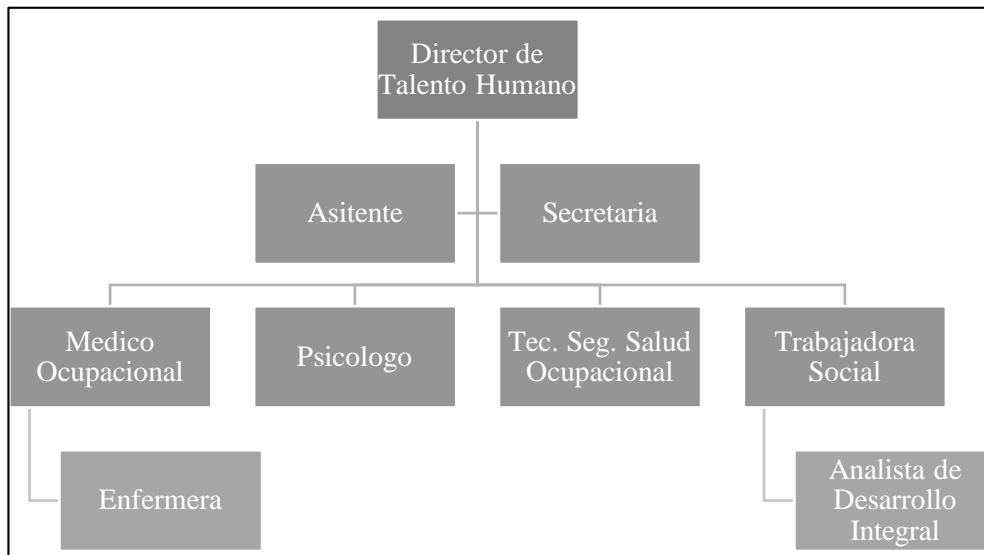 Director de
Talento Humano
Asitente
Secretaria
Medico
Ocupacional
Psicologo
Tec. Seg. Salud
Ocupacional
Trabajadora
Social
Enfermera
Analista de
Desarrollo
Integral